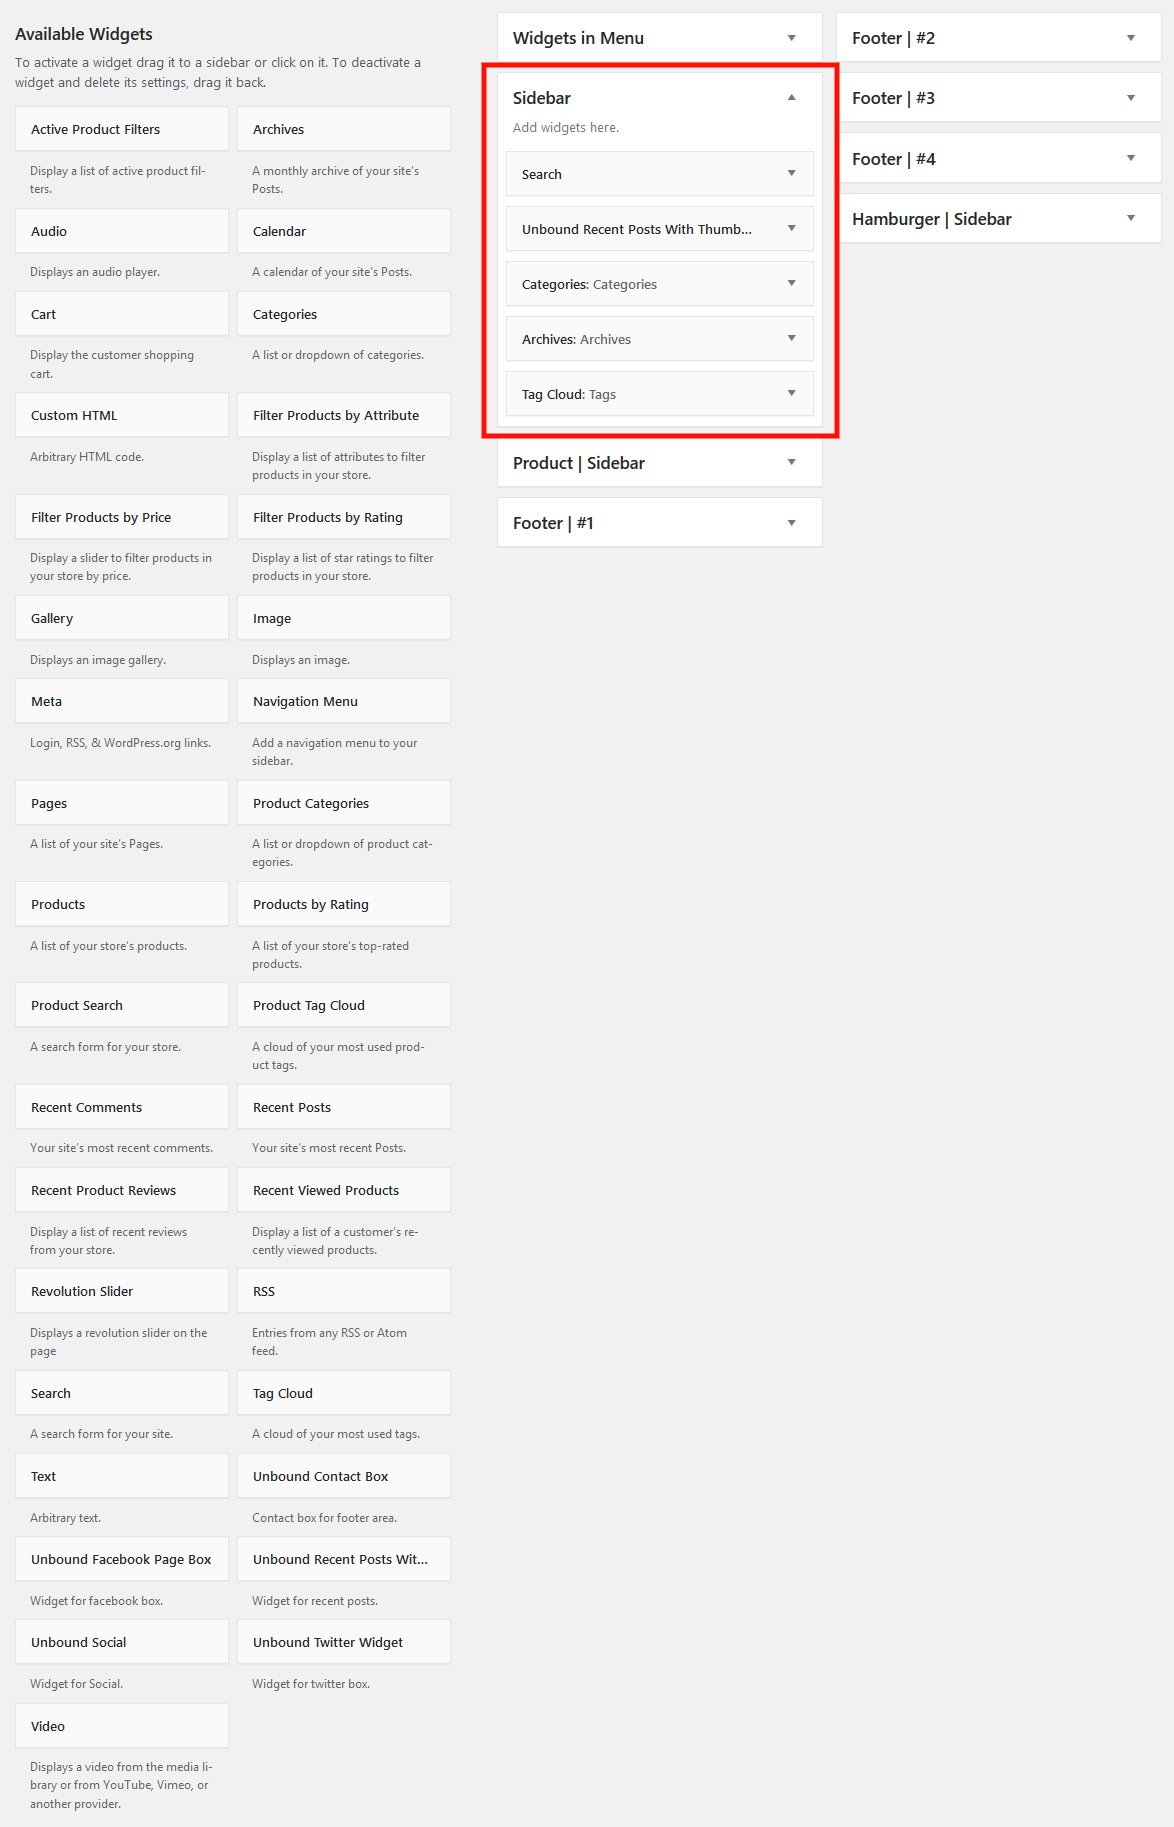 Available Widgets
To activate a widget drag it to a sidebar or click on it. To deactivate a
widget and delete its settings, drag it back.
Active Product Filters
Display a list of active product fil-
ters.
Archives
A monthly archive of your site's
Posts.
Audio
Displays an audio player.
Calendar
A calendar of your site's Posts.
Cart
Display the customer shopping
cart.
Categories
A list or dropdown of categories.
Custom HTML
Arbitrary HTML code.
Filter Products by Attribute
Display a list of attributes to filter
products in your store.
Filter Products by Price
Display a slider to filter products in
your store by price.
Filter Products by Rating
Display a list of star ratings to filter
products in your store.
Gallery
Displays an image gallery.
Image
Displays an image.
Meta
Login, RSS, & WordPress.org links.
Navigation Menu
Add a navigation menu to your
sidebar.
Pages
A list of your site's Pages.
Product Categories
A list or dropdown of product cat-
egories.
Products
A list of your store's products.
Products by Rating
A list of your store's top-rated
products.
Product Search
A search form for your store.
Product Tag Cloud
A cloud of your most used prod-
uct tags.
Recent Comments
Your site's most recent comments.
Recent Posts
Your site's most recent Posts.
Recent Product Reviews
Display a list of recent reviews
from your store.
Recent Viewed Products
Display a list of a customer's re-
cently viewed products.
Revolution Slider
Displays a revolution slider on the
page
RSS
Entries from any RSS or Atom
feed.
Search
A search form for your site.
Tag Cloud
A cloud of your most used tags.
Text
Arbitrary text.
Unbound Contact Box
Contact box for footer area.
Unbound Facebook Page Box
Widget for facebook box.
Unbound Recent Posts Wit...
Widget for recent posts.
Unbound Social
Widget for Social.
Unbound Twitter Widget
Widget for twitter box.
Video
Displays a video from the media li-
brary or from YouTube, Vimeo, or
another provider.
Widgets in Menu
Sidebar
Add widgets here.
Search
Unbound Recent Posts With Thumb...
Categories: Categories
Archives: Archives
Tag Cloud: Tags
Product | Sidebar
Footer | #1
Footer | #2
Footer | #3
Footer | #4
Hamburger | Sidebar